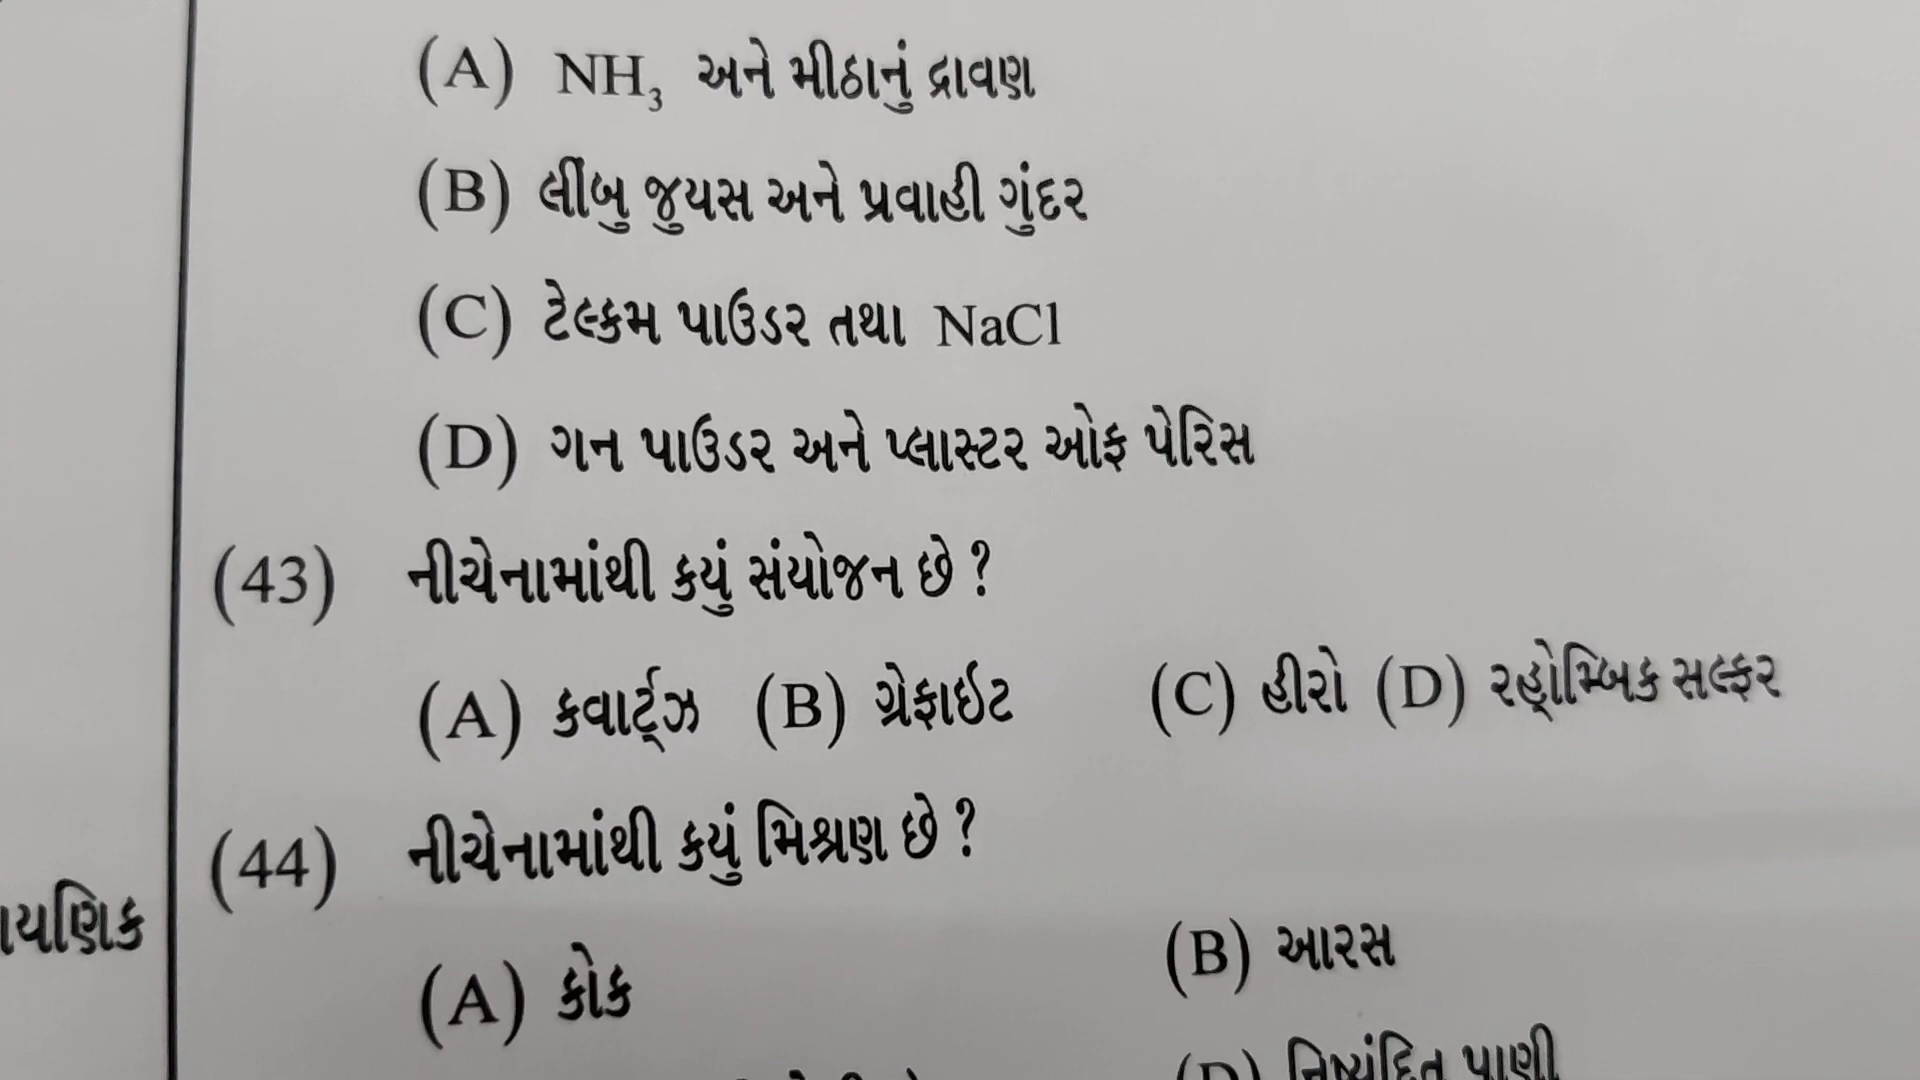 (A) NH₃ અને મીઠાનું દ્રાવણ
(B) લીંબુ જુયસ અને પ્રવાહી ગુંદર
(C) ટેલ્કમ પાઉડર તથા NaCl
(D) ગન પાઉડર અને પ્લાસ્ટર ઓફ પેરિસ
(43) નીચેનામાંથી કયું સંયોજન છે ?
(A) ક્વાર્ટ્ઝ (B) ગ્રેફાઇટ (C) હીરો (D) રહોમ્બિક સલ્ફર
(44) નીચેનામાંથી કયું મિશ્રણ છે ?
ાયણિક
(A) કોક (B) આરસ
(D) નિષ્યંદિત પાણી